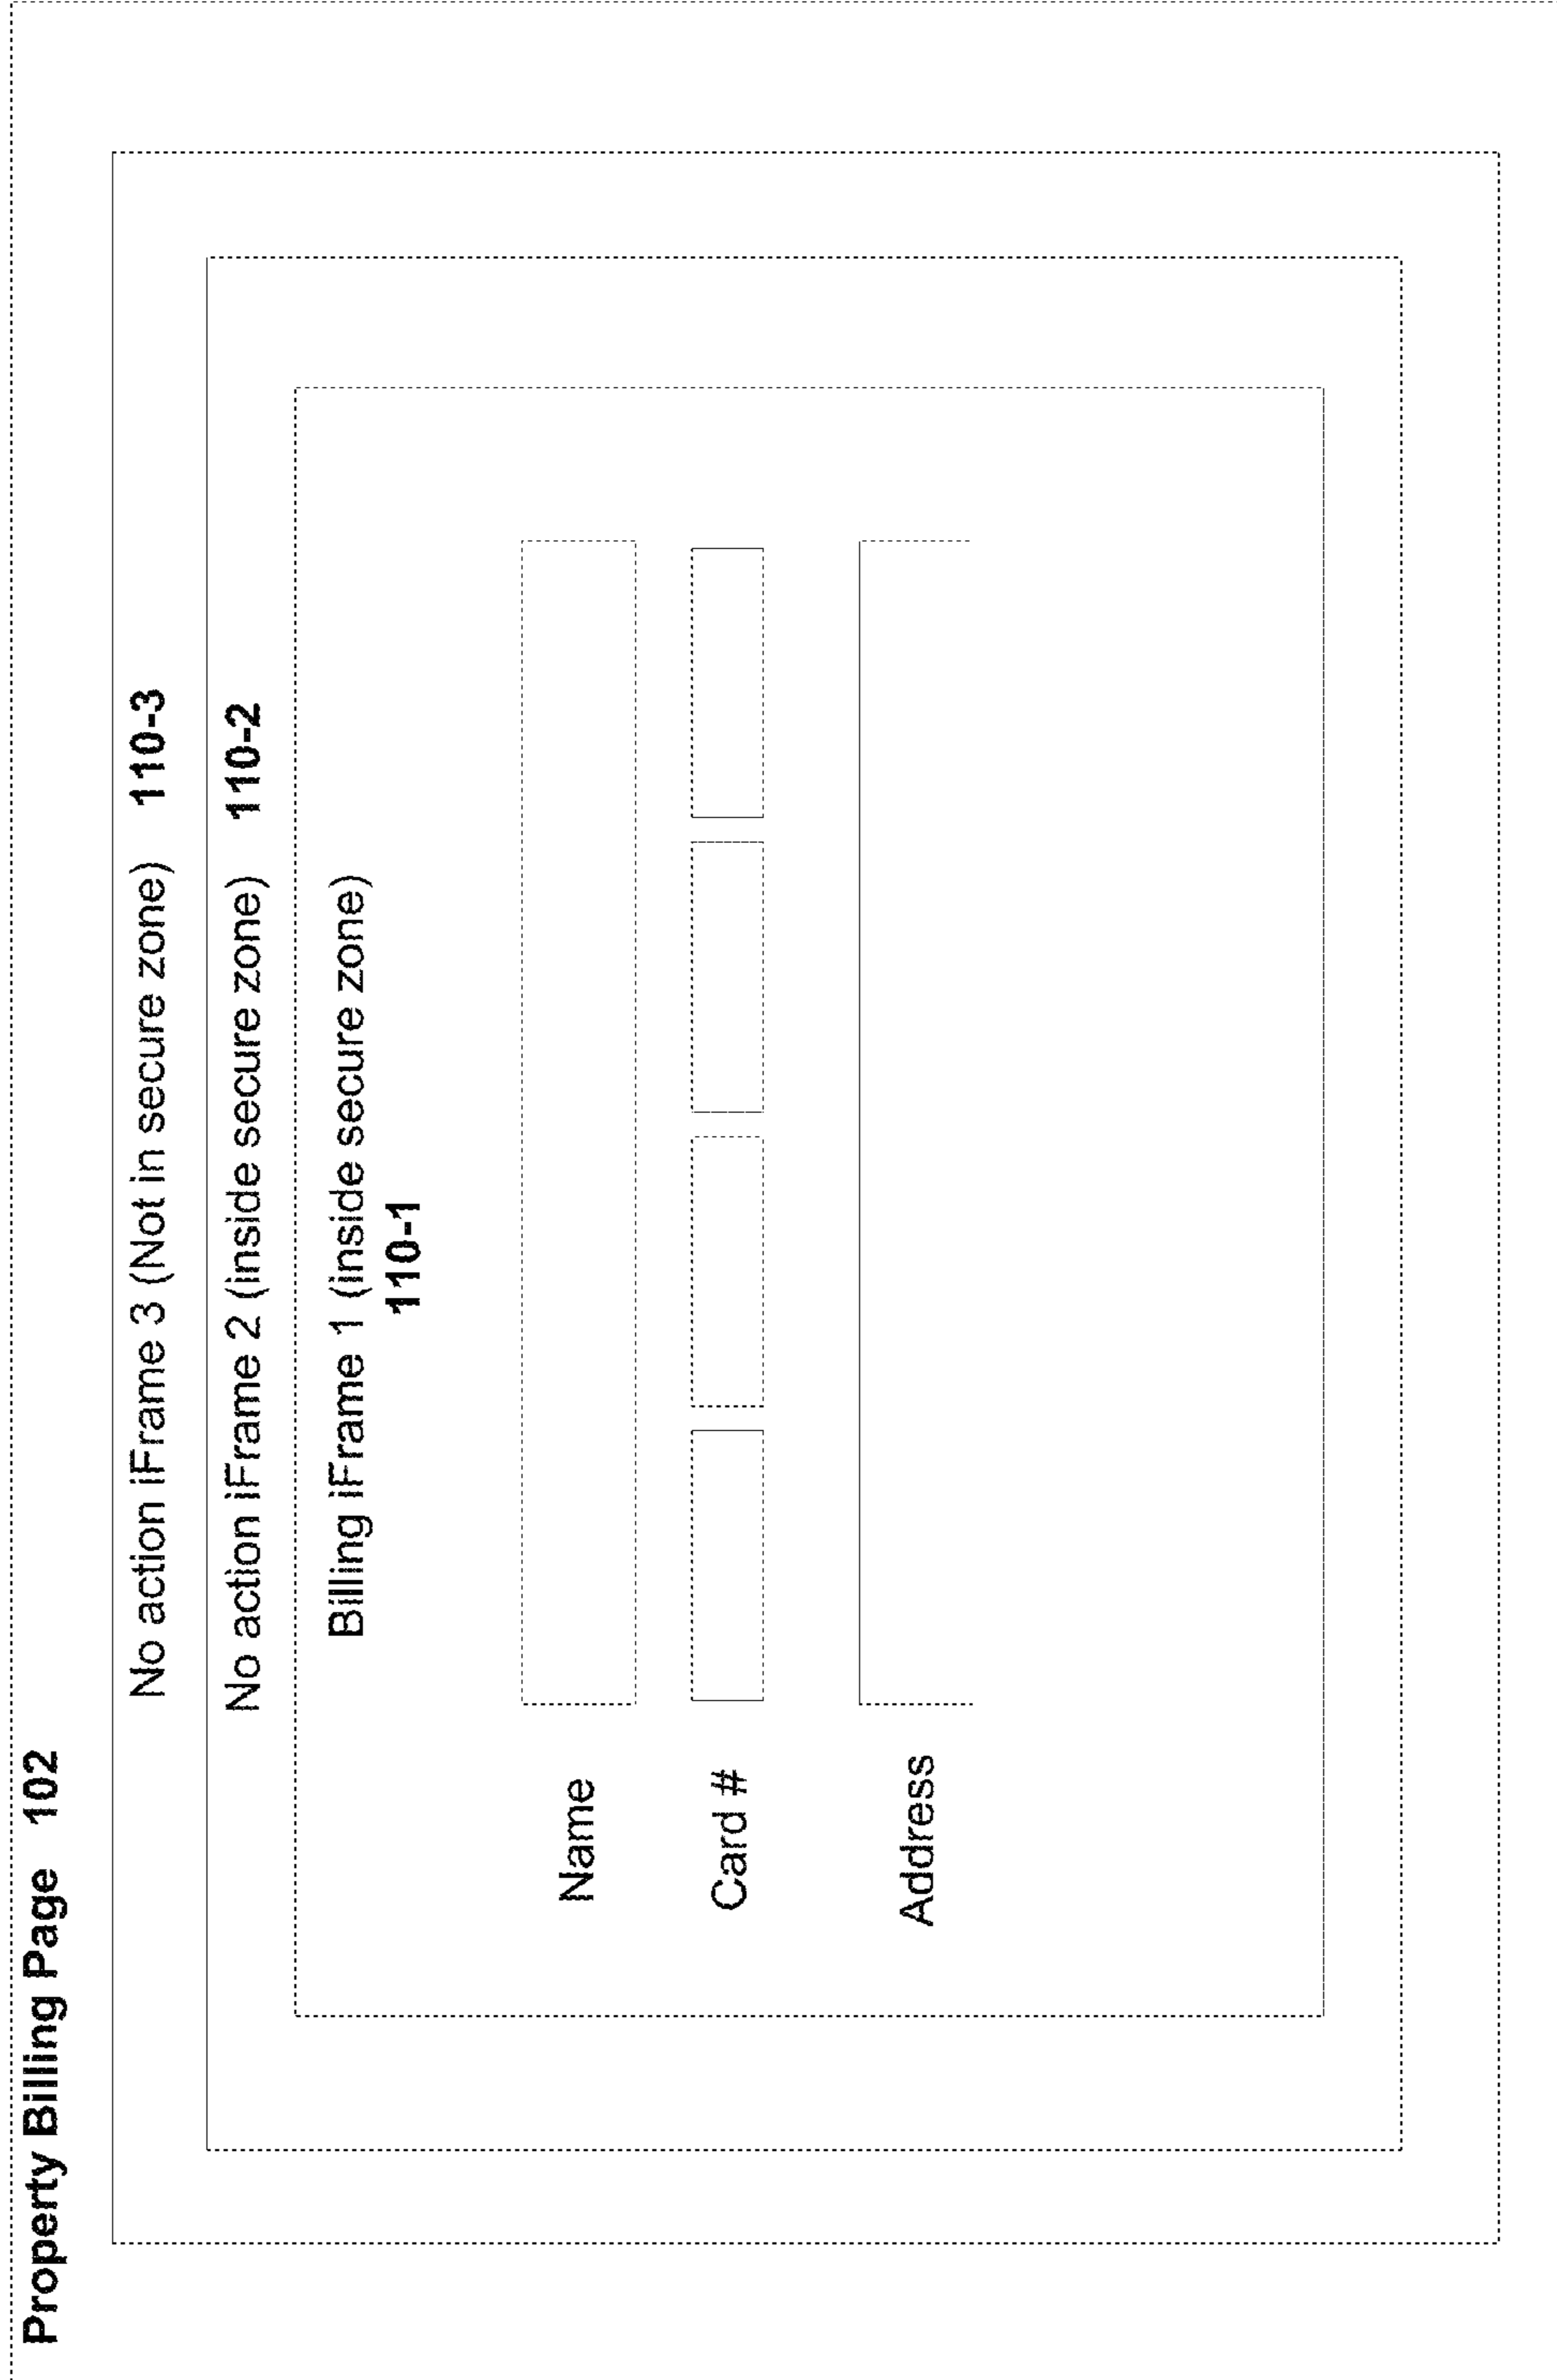 Property Billing Page 102
No action iFrame 3 (Not in secure zone) 110-3
No action iFrame 2 (inside secure zone) 110-2
Billing iFrame 1 (inside secure zone)
110-1
Name
Card #
Address